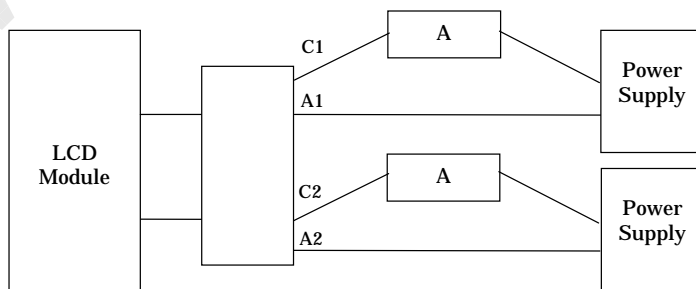 C1
A
Power
Supply
A1
LCD
Module
C2
A
Power
Supply
A2